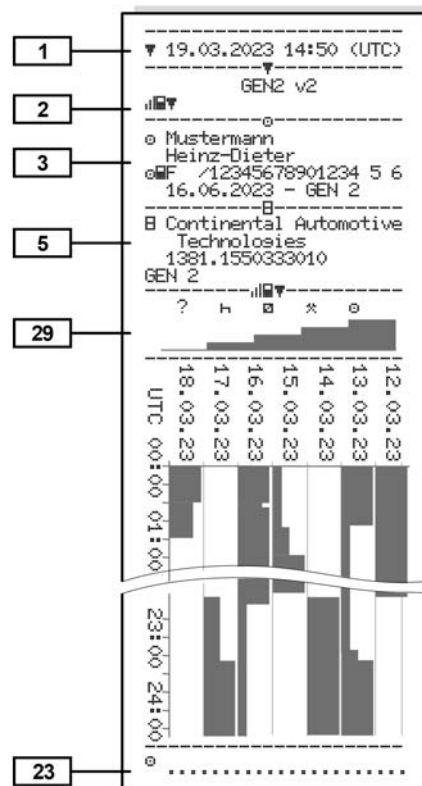 1
▼ 19.03.2023 14:50 (UTC)
GEN2 v2
2
3
Mustermann
Heinz-Dieter
F /12345678901234 5 6
16.06.2023 - GEN 2
5
Continental Automotive
Technologies
1381.1550333010
GEN 2
?
29
UTC 18.03.23 17.03.23 16.03.23 15.03.23 14.03.23 13.03.23 12.03.23
00:00 01:00
23:00 24:00
23